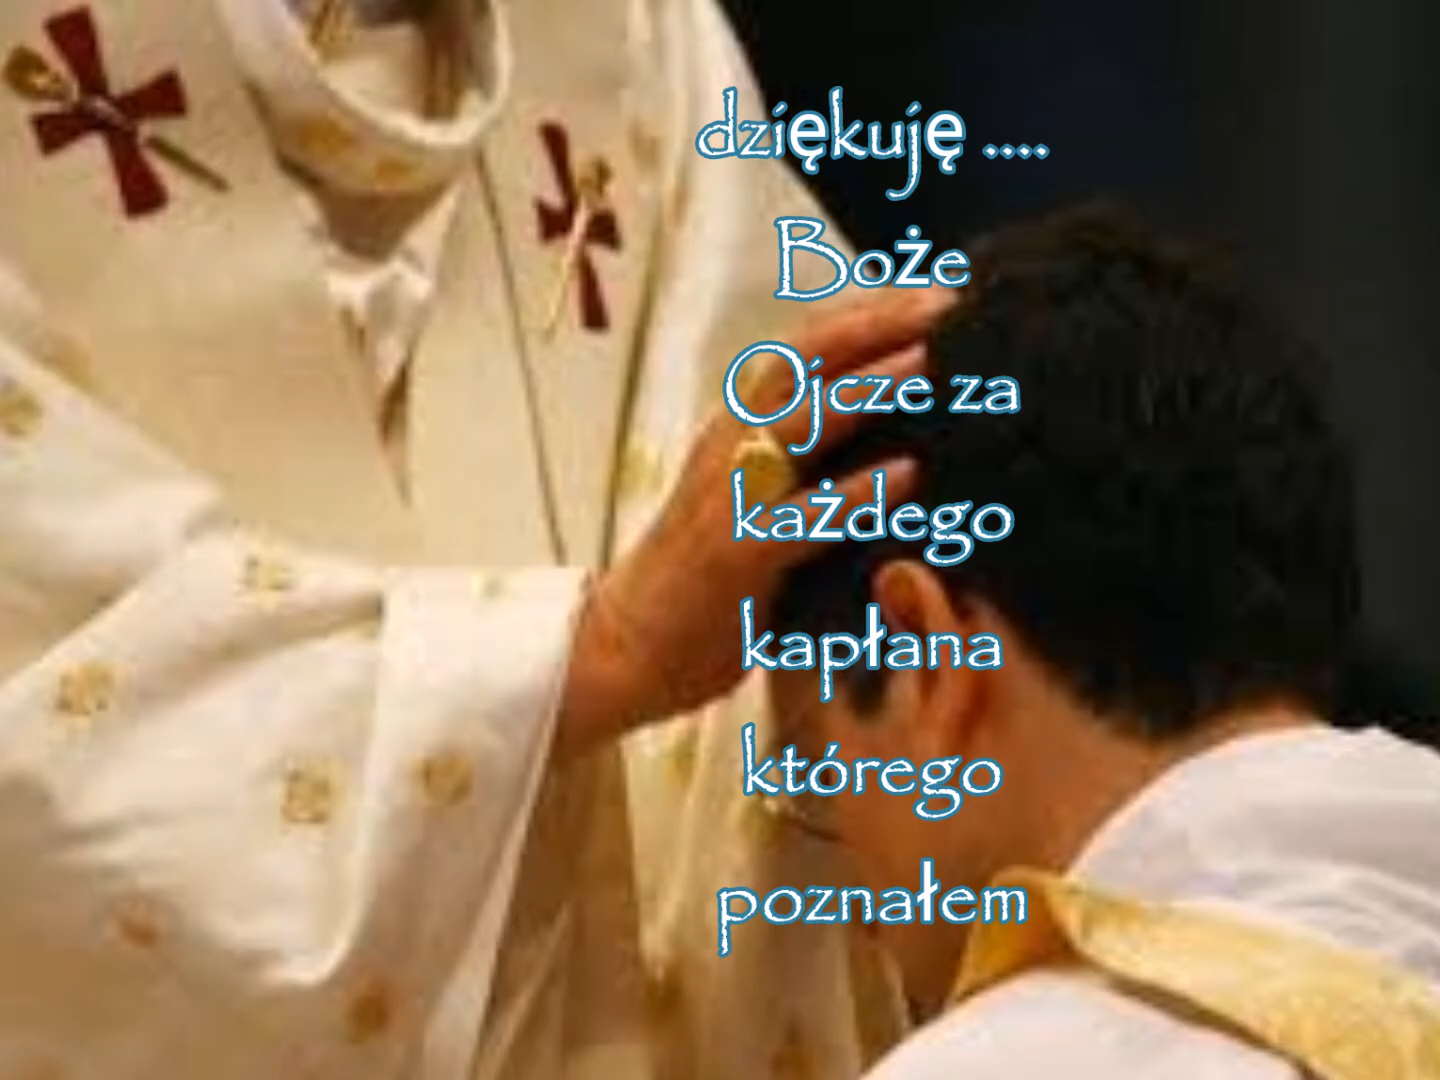 dziękuję ....
Boże
Ojcze za
każdego
kapłana
którego
poznałem